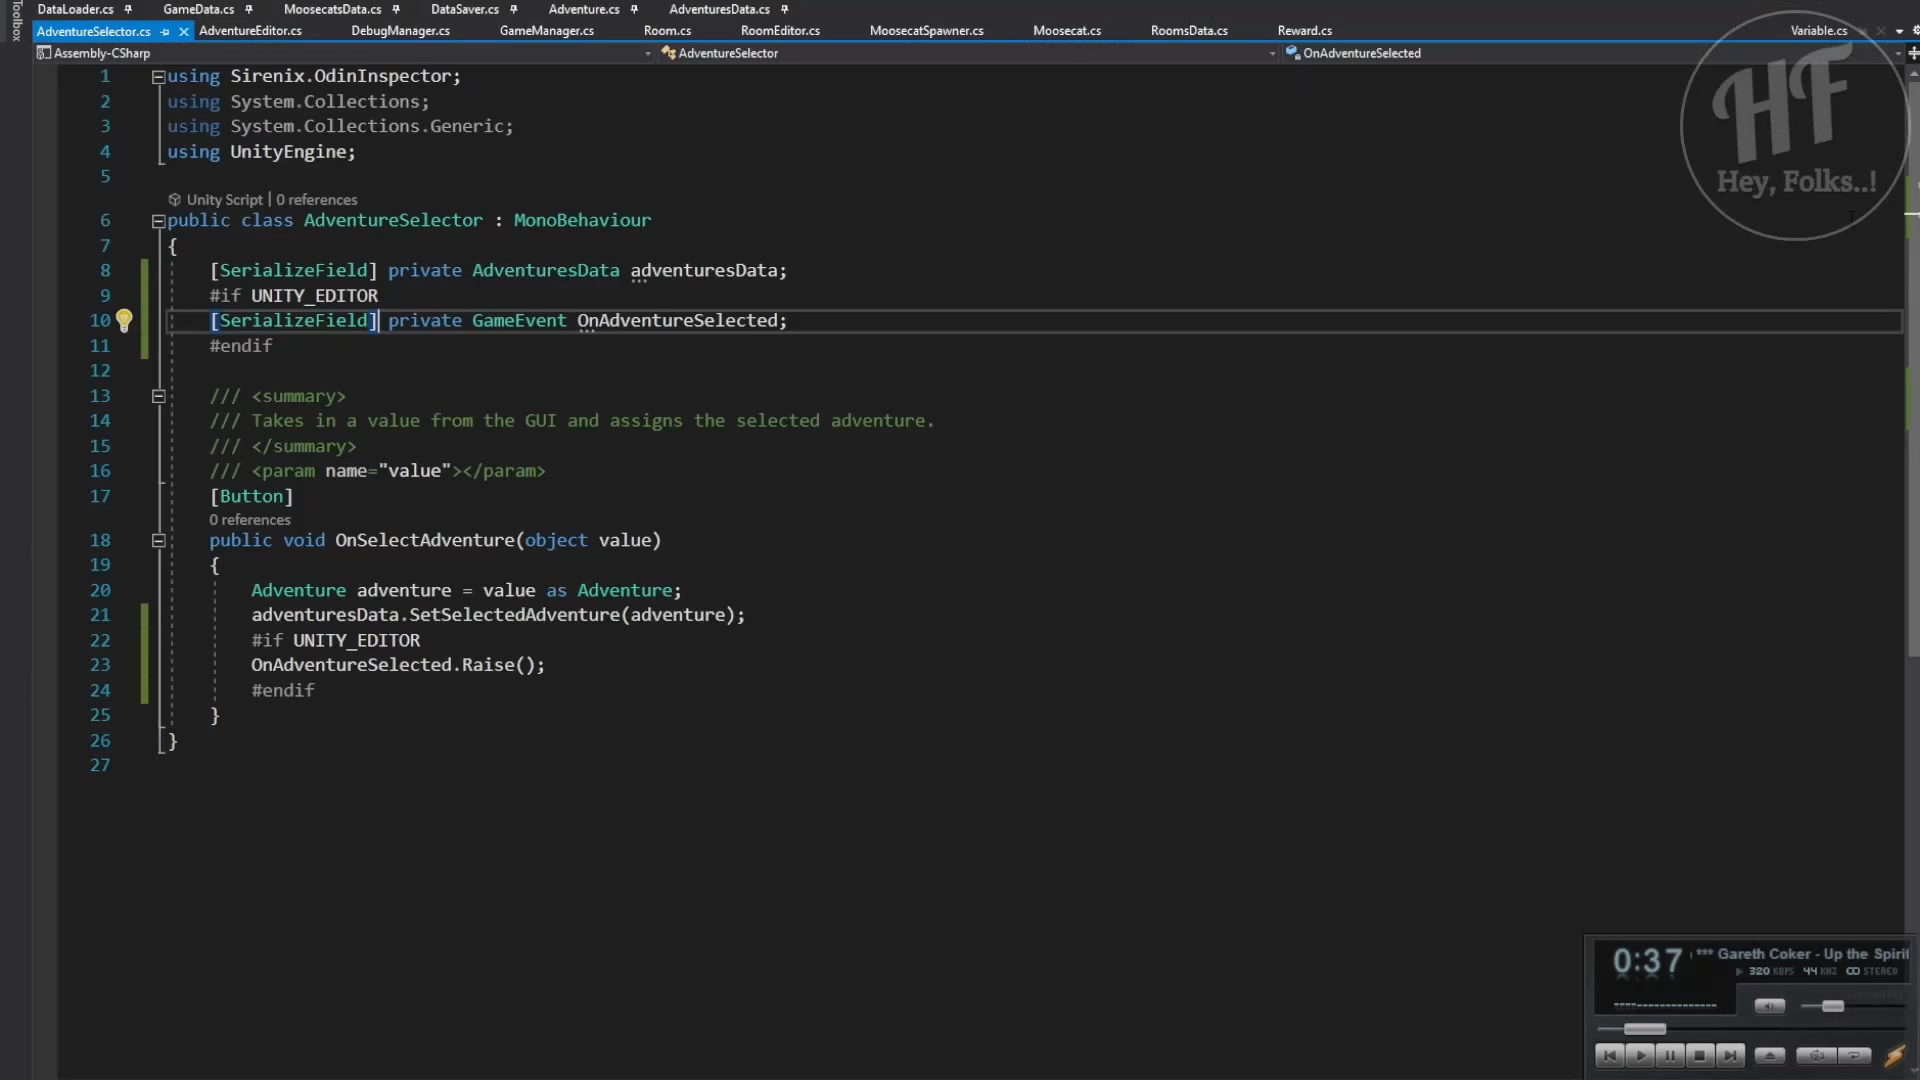 DataLoader.cs GameData.cs MoosecatsData.cs DataSaver.cs Adventure.cs AdventuresData.cs
Toolbox
AdventureSelector.cs AdventureEditor.cs DebugManager.cs GameManager.cs Room.cs RoomEditor.cs MoosecatSpawner.cs Moosecat.cs RoomsData.cs Reward.cs Variable.cs
Assembly-CSharp AdventureSelector OnAdventureSelected
HF
Hey, Folks..!
1 using Sirenix.OdinInspector;
2 using System.Collections;
3 using System.Collections.Generic;
4 using UnityEngine;
5
Unity Script | 0 references
6 public class AdventureSelector : MonoBehaviour
7 {
8 [SerializeField] private AdventuresData adventuresData;
9 #if UNITY_EDITOR
10 [SerializeField] private GameEvent OnAdventureSelected;
11 #endif
12
13 /// <summary>
14 /// Takes in a value from the GUI and assigns the selected adventure.
15 /// </summary>
16 /// <param name="value"></param>
17 [Button]
0 references
18 public void OnSelectAdventure(object value)
19 {
20 Adventure adventure = value as Adventure;
21 adventuresData.SetSelectedAdventure(adventure);
22 #if UNITY_EDITOR
23 OnAdventureSelected.Raise();
24 #endif
25 }
26 }
27
0:37 *** Gareth Coker - Up the Spirit
320 KBPS 44 KHZ STEREO